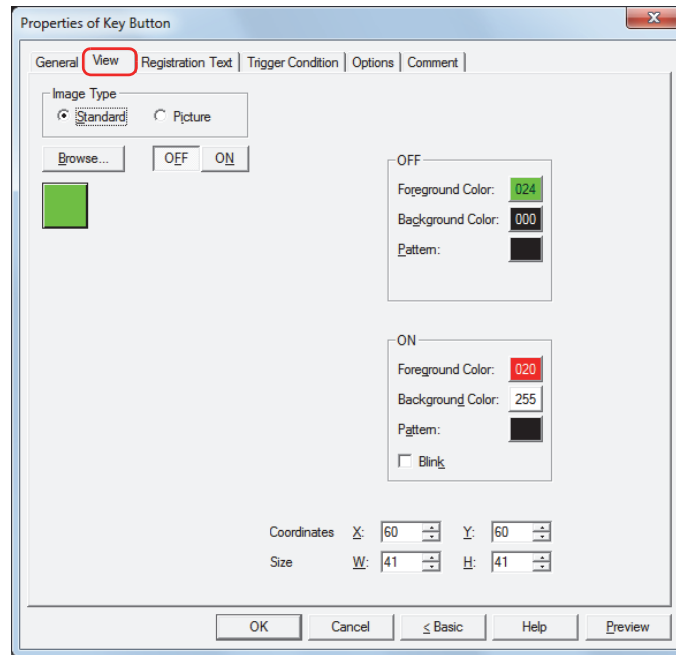 Properties of Key Button
General View Registration Text Trigger Condition Options Comment
Image Type
Standard Picture
Browse... OFF ON
OFF
Foreground Color: 024
Background Color: 000
Pattern:
ON
Foreground Color: 020
Background Color: 255
Pattern:
Blink
Coordinates X: 60 Y: 60
Size W: 41 H: 41
OK Cancel < Basic Help Preview